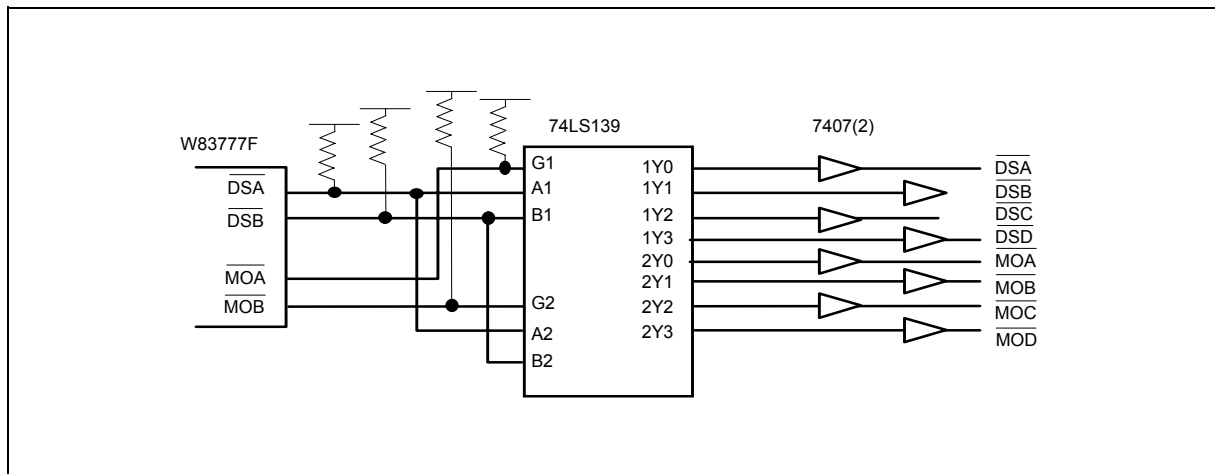 74LS139
7407(2)
W83777F
DSA
DSB
MOA
MOB
G1
A1
B1
G2
A2
B2
1Y0
1Y1
1Y2
1Y3
2Y0
2Y1
2Y2
2Y3
DSA
DSB
DSC
DSD
MOA
MOB
MOC
MOD